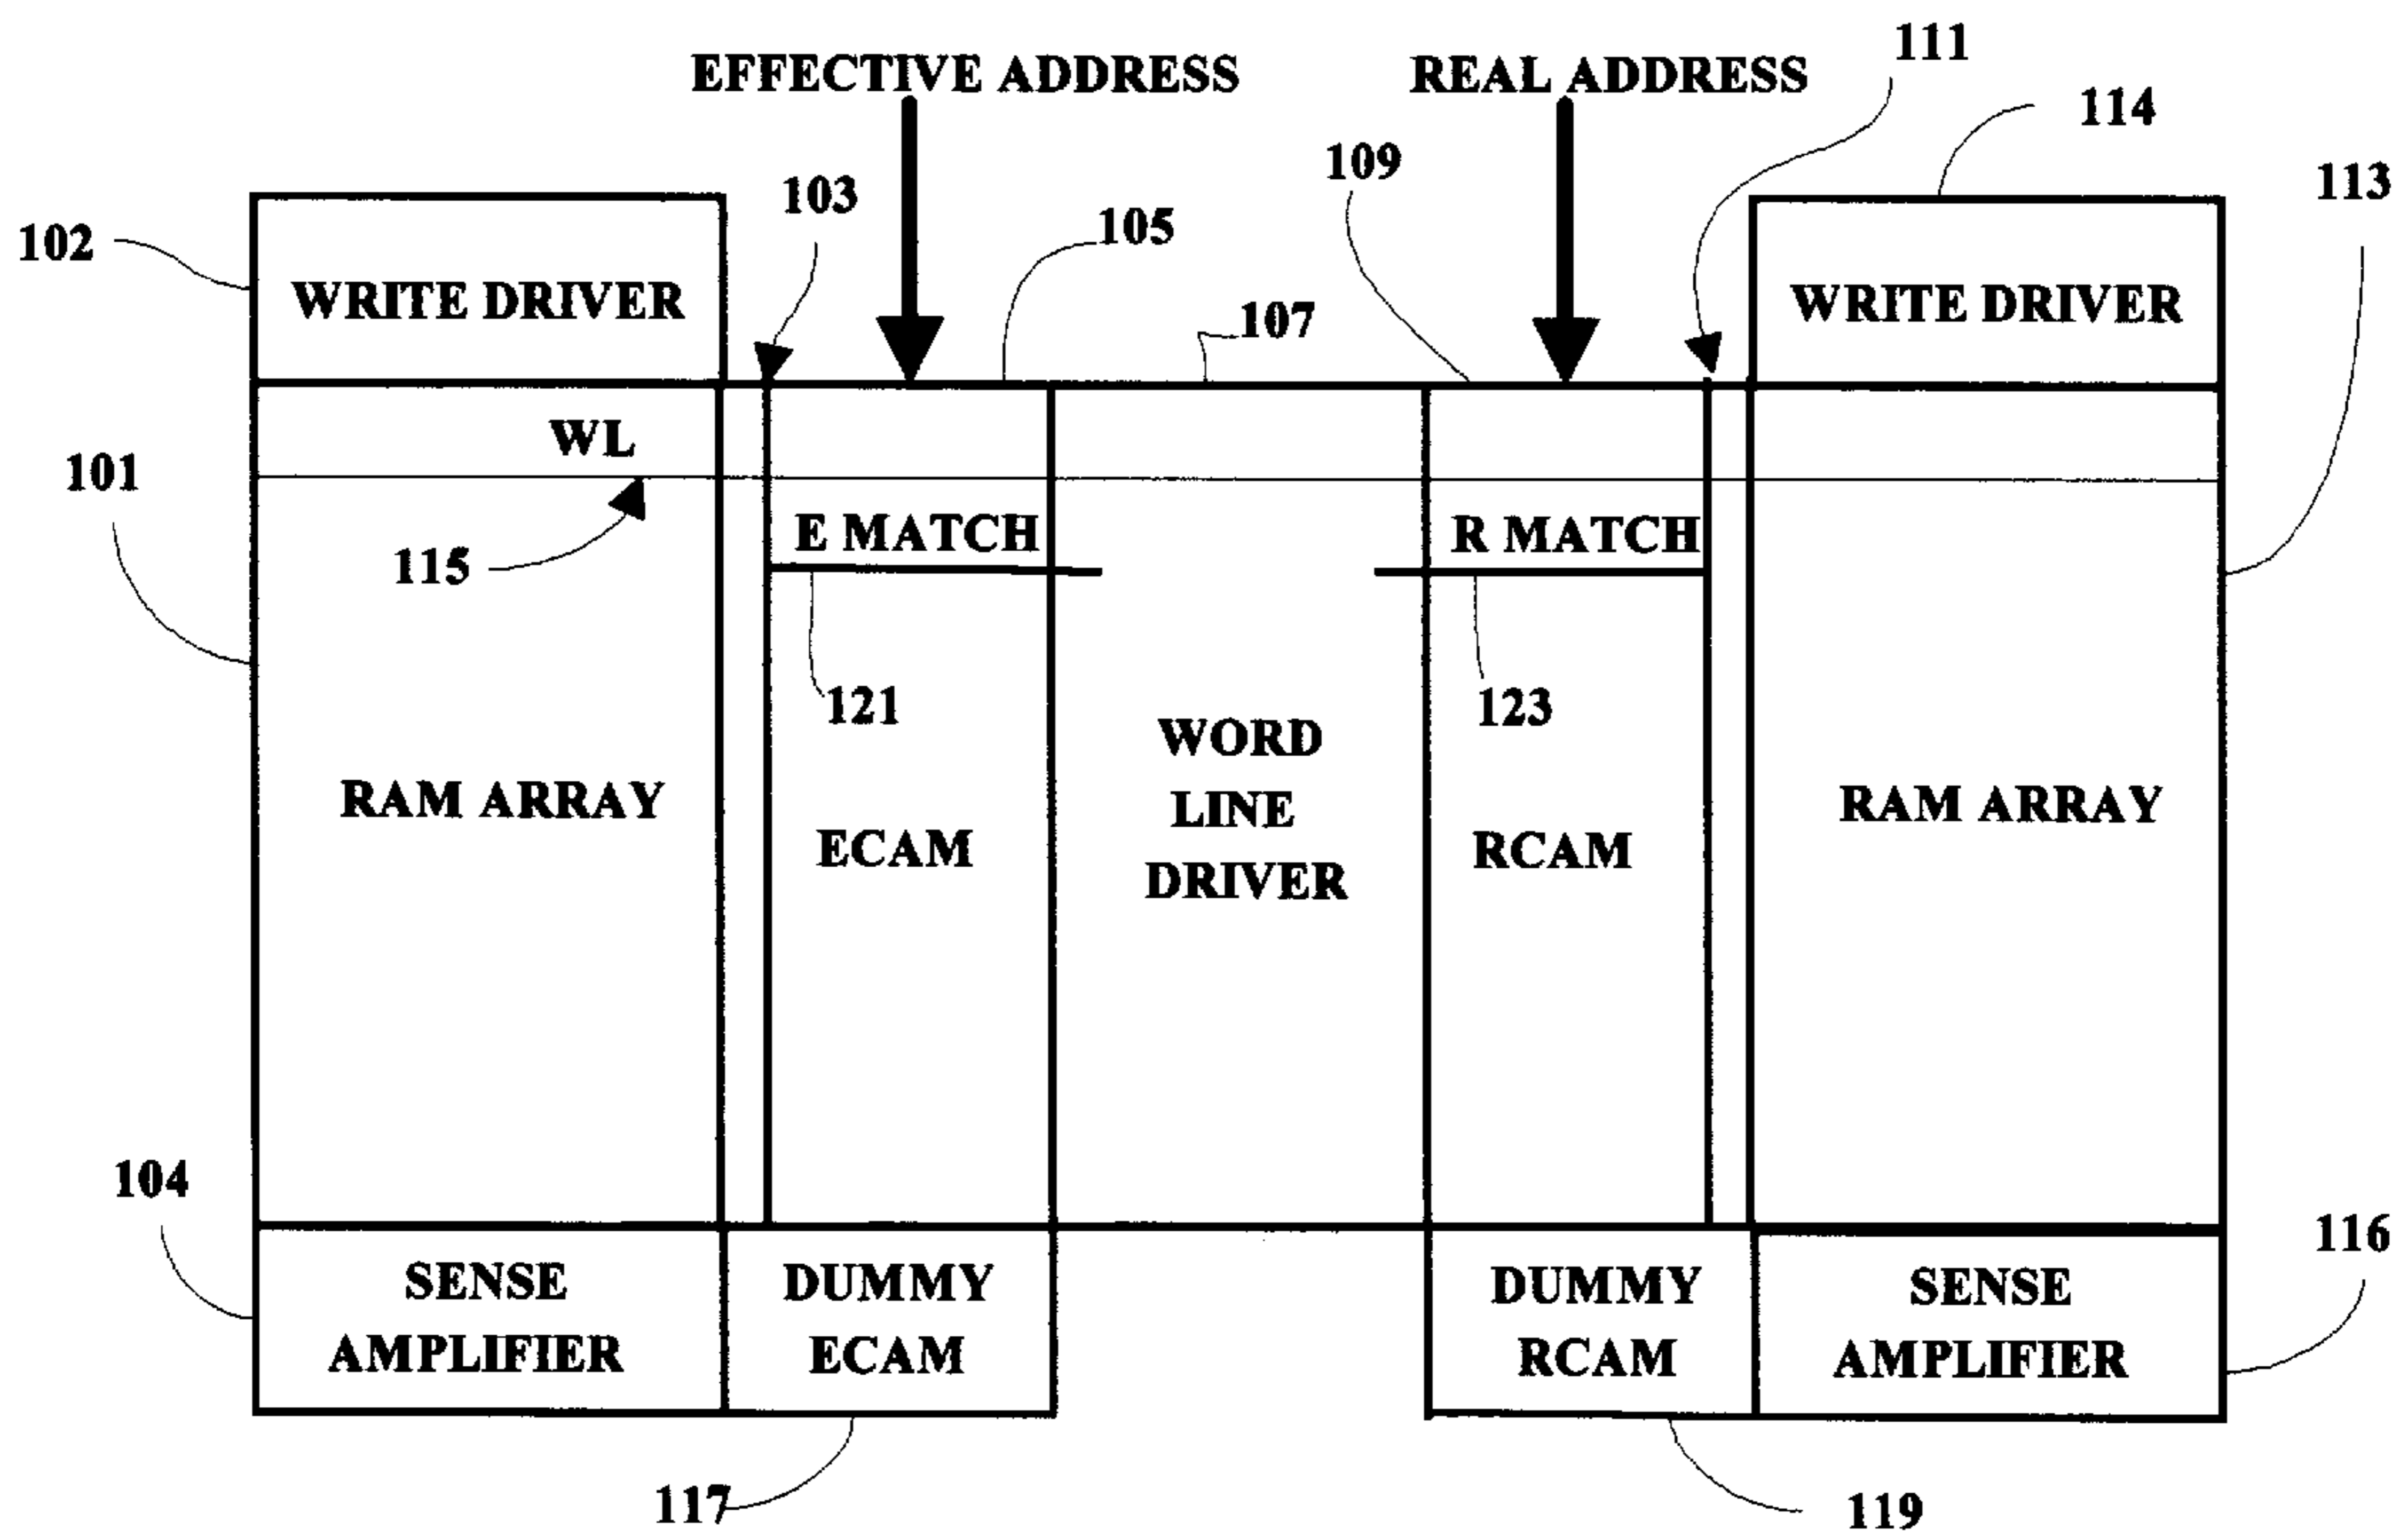 EFFECTIVE ADDRESS
REAL ADDRESS
111
114
109
113
103
105
102
107
WRITE DRIVER
WRITE DRIVER
WL
101
E MATCH
R MATCH
115
121
123
WORD
LINE
DRIVER
RAM ARRAY
RAM ARRAY
ECAM
RCAM
104
116
SENSE
AMPLIFIER
DUMMY
ECAM
DUMMY
RCAM
SENSE
AMPLIFIER
117
119